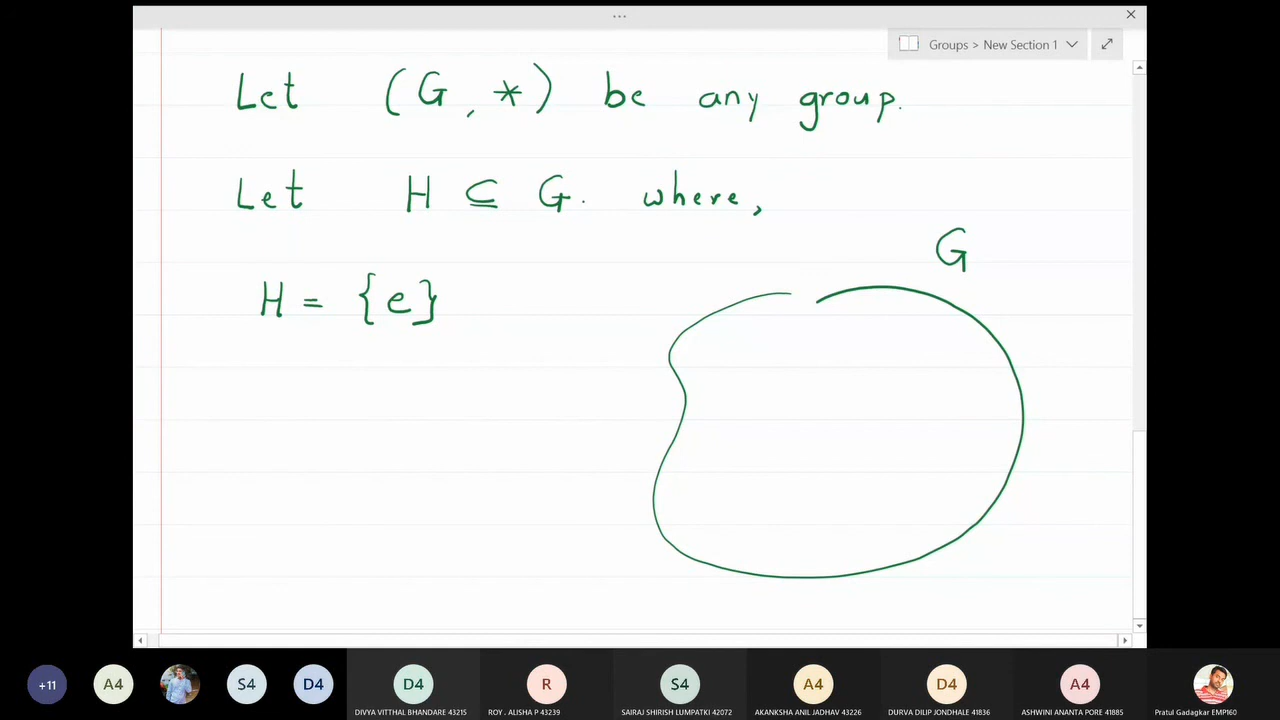 Groups > New Section 1
Let (G, *) be any group.
Let H ⊆ G. where,
G
H = {e}
+11
A4
S4
D4
D4
R
S4
A4
D4
A4
DIVYA VITTHAL BHANDARE 43215
ROY . ALISHA P 43239
SAIRAJ SHIRISH LUMPATKI 42072
AKANKSHA ANIL JADHAV 43226
DURVA DILIP JONDHALE 41836
ASHWINI ANANTA PORE 41885
Pratul Gadagkar EMP160